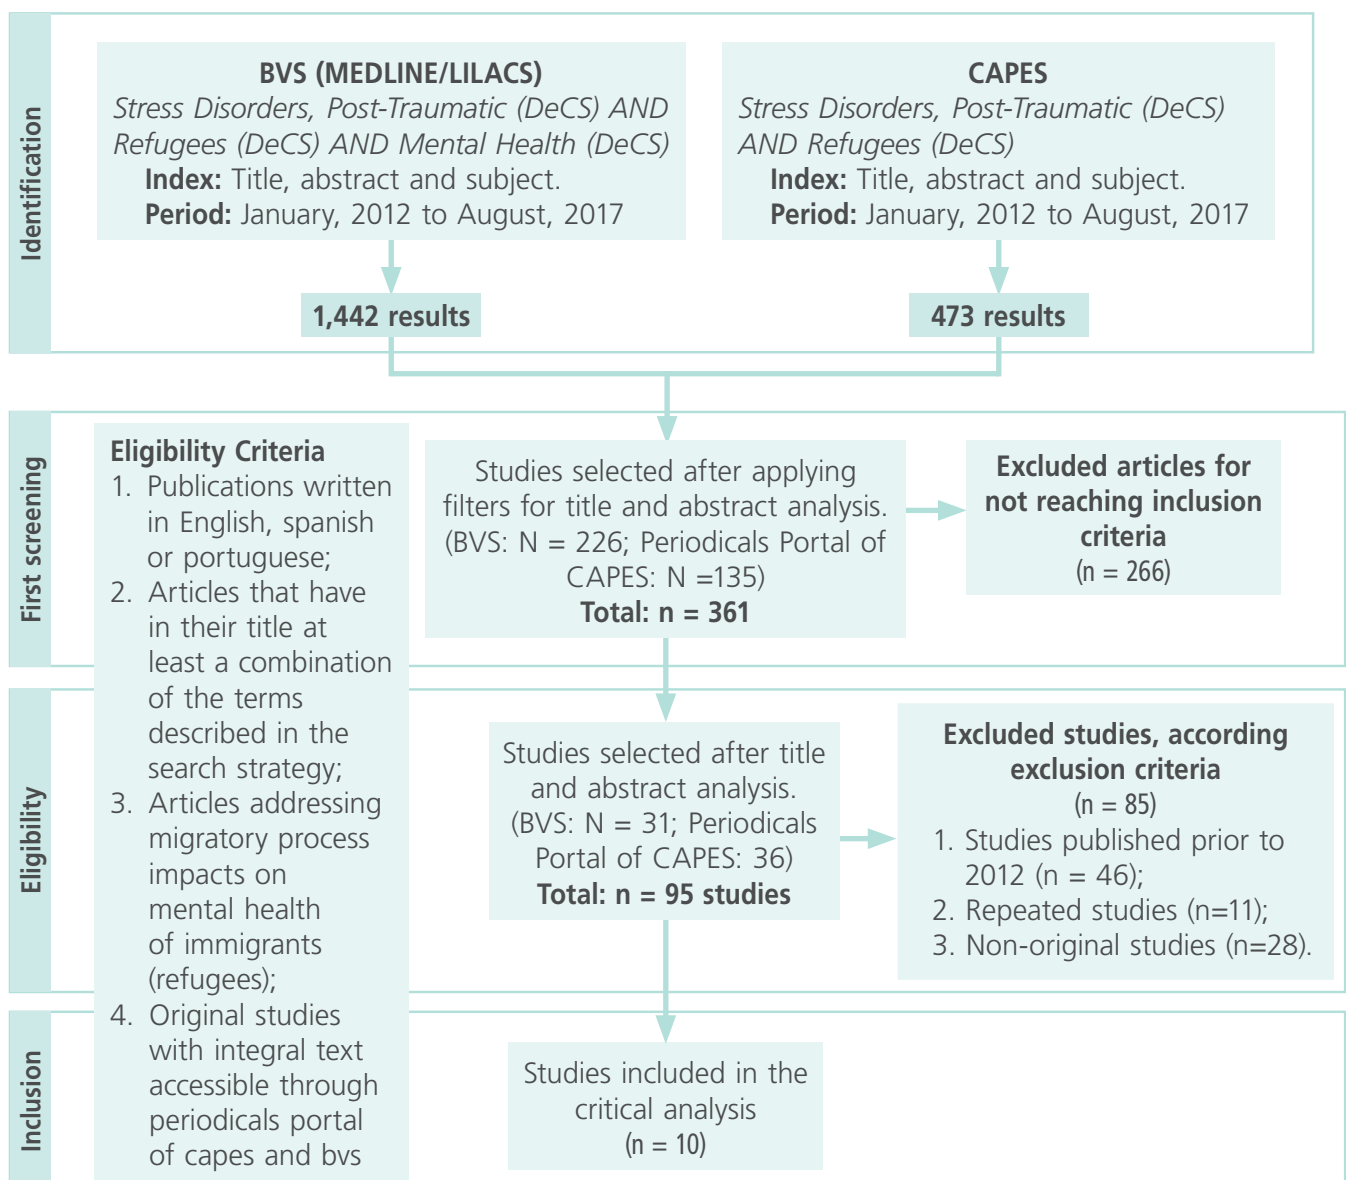 Identification
BVS (MEDLINE/LILACS)
Stress Disorders, Post-Traumatic (DeCS) AND
Refugees (DeCS) AND Mental Health (DeCS)
Index: Title, abstract and subject.
Period: January, 2012 to August, 2017
CAPES
Stress Disorders, Post-Traumatic (DeCS)
AND Refugees (DeCS)
Index: Title, abstract and subject.
Period: January, 2012 to August, 2017
1,442 results
473 results
First screening
Eligibility Criteria
1. Publications written
in English, spanish
or portuguese;
2. Articles that have
in their title at
least a combination
of the terms
described in the
search strategy;
3. Articles addressing
migratory process
impacts on
mental health
of immigrants
(refugees);
4. Original studies
with integral text
accessible through
periodicals portal
of capes and bvs
Studies selected after applying
filters for title and abstract analysis.
(BVS: N = 226; Periodicals Portal of
CAPES: N =135)
Total: n = 361
Excluded articles for
not reaching inclusion
criteria
(n = 266)
Eligibility
Studies selected after title
and abstract analysis.
(BVS: N = 31; Periodicals
Portal of CAPES: 36)
Total: n = 95 studies
Excluded studies, according
exclusion criteria
(n = 85)
1. Studies published prior to
2012 (n = 46);
2. Repeated studies (n=11);
3. Non-original studies (n=28).
Inclusion
Studies included in the
critical analysis
(n = 10)